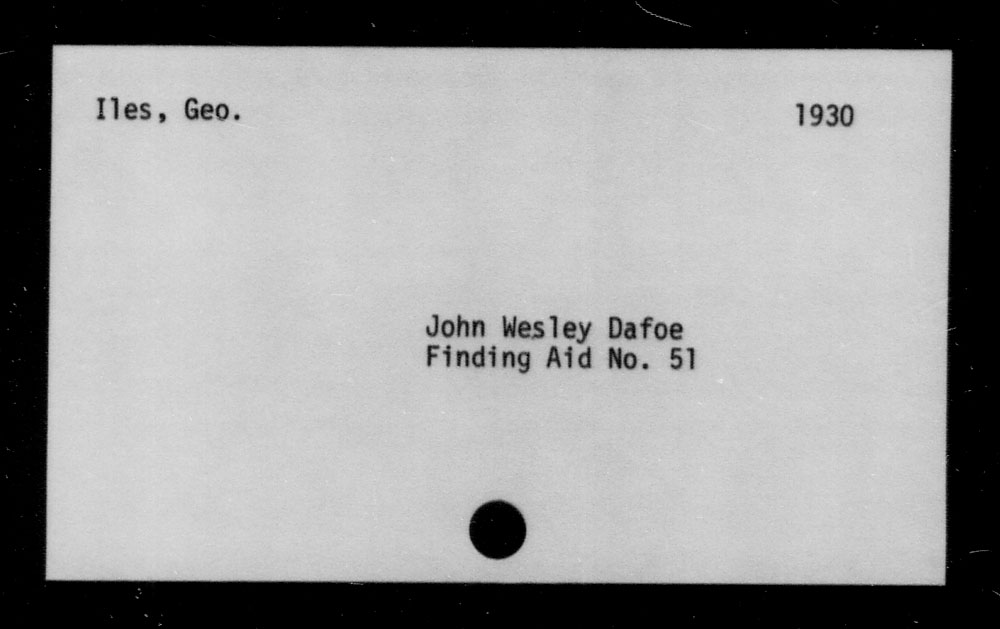 Iles, Geo. 1930
John Wesley Dafoe
Finding Aid No. 51